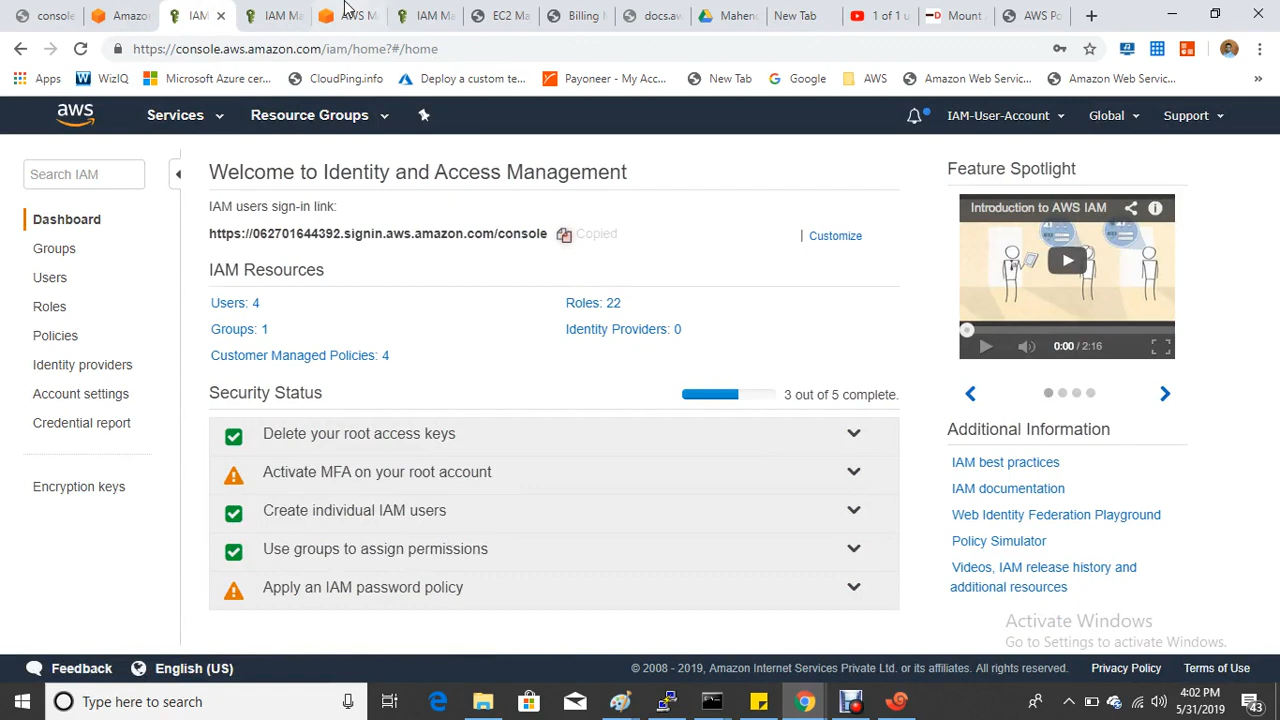 console
Amazo
IAM
IAM Ma
AWS M
IAM Ma
EC2 Ma
Billing M
docs.aw
Mahen
New Tab
1 of 1 u
Mount
AWS Po
https://console.aws.amazon.com/iam/home?#/home
Apps
WizIQ
Microsoft Azure cer...
CloudPing.info
Deploy a custom te...
Payoneer - My Acc...
New Tab
Google
AWS
Amazon Web Servic...
Amazon Web Servic...
»
aws
Services
Resource Groups
IAM-User-Account
Global
Support
Search IAM
Dashboard
Groups
Users
Roles
Policies
Identity providers
Account settings
Credential report
Encryption keys
Welcome to Identity and Access Management
IAM users sign-in link:
https://062701644392.signin.aws.amazon.com/console Copied | Customize
IAM Resources
Users: 4 Roles: 22
Groups: 1 Identity Providers: 0
Customer Managed Policies: 4
Security Status 3 out of 5 complete.
Delete your root access keys
Activate MFA on your root account
Create individual IAM users
Use groups to assign permissions
Apply an IAM password policy
Feature Spotlight
Introduction to AWS IAM
0:00 / 2:16
Additional Information
IAM best practices
IAM documentation
Web Identity Federation Playground
Policy Simulator
Videos, IAM release history and
additional resources
Activate Windows
Go to Settings to activate Windows.
Feedback
English (US)
© 2008 - 2019, Amazon Internet Services Private Ltd. or its affiliates. All rights reserved.
Privacy Policy
Terms of Use
Type here to search
4:02 PM
5/31/2019
43